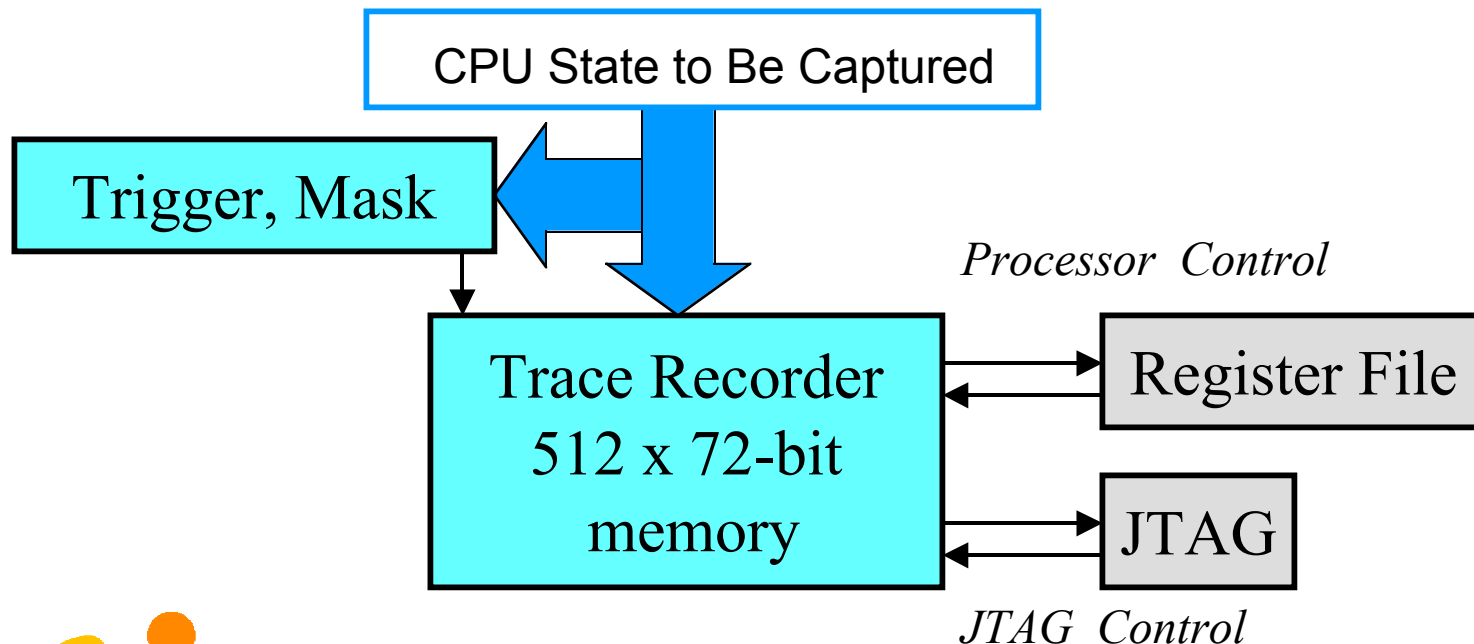 CPU State to Be Captured
Trigger, Mask
Processor Control
Trace Recorder
512 x 72-bit
memory
Register File
JTAG
JTAG Control